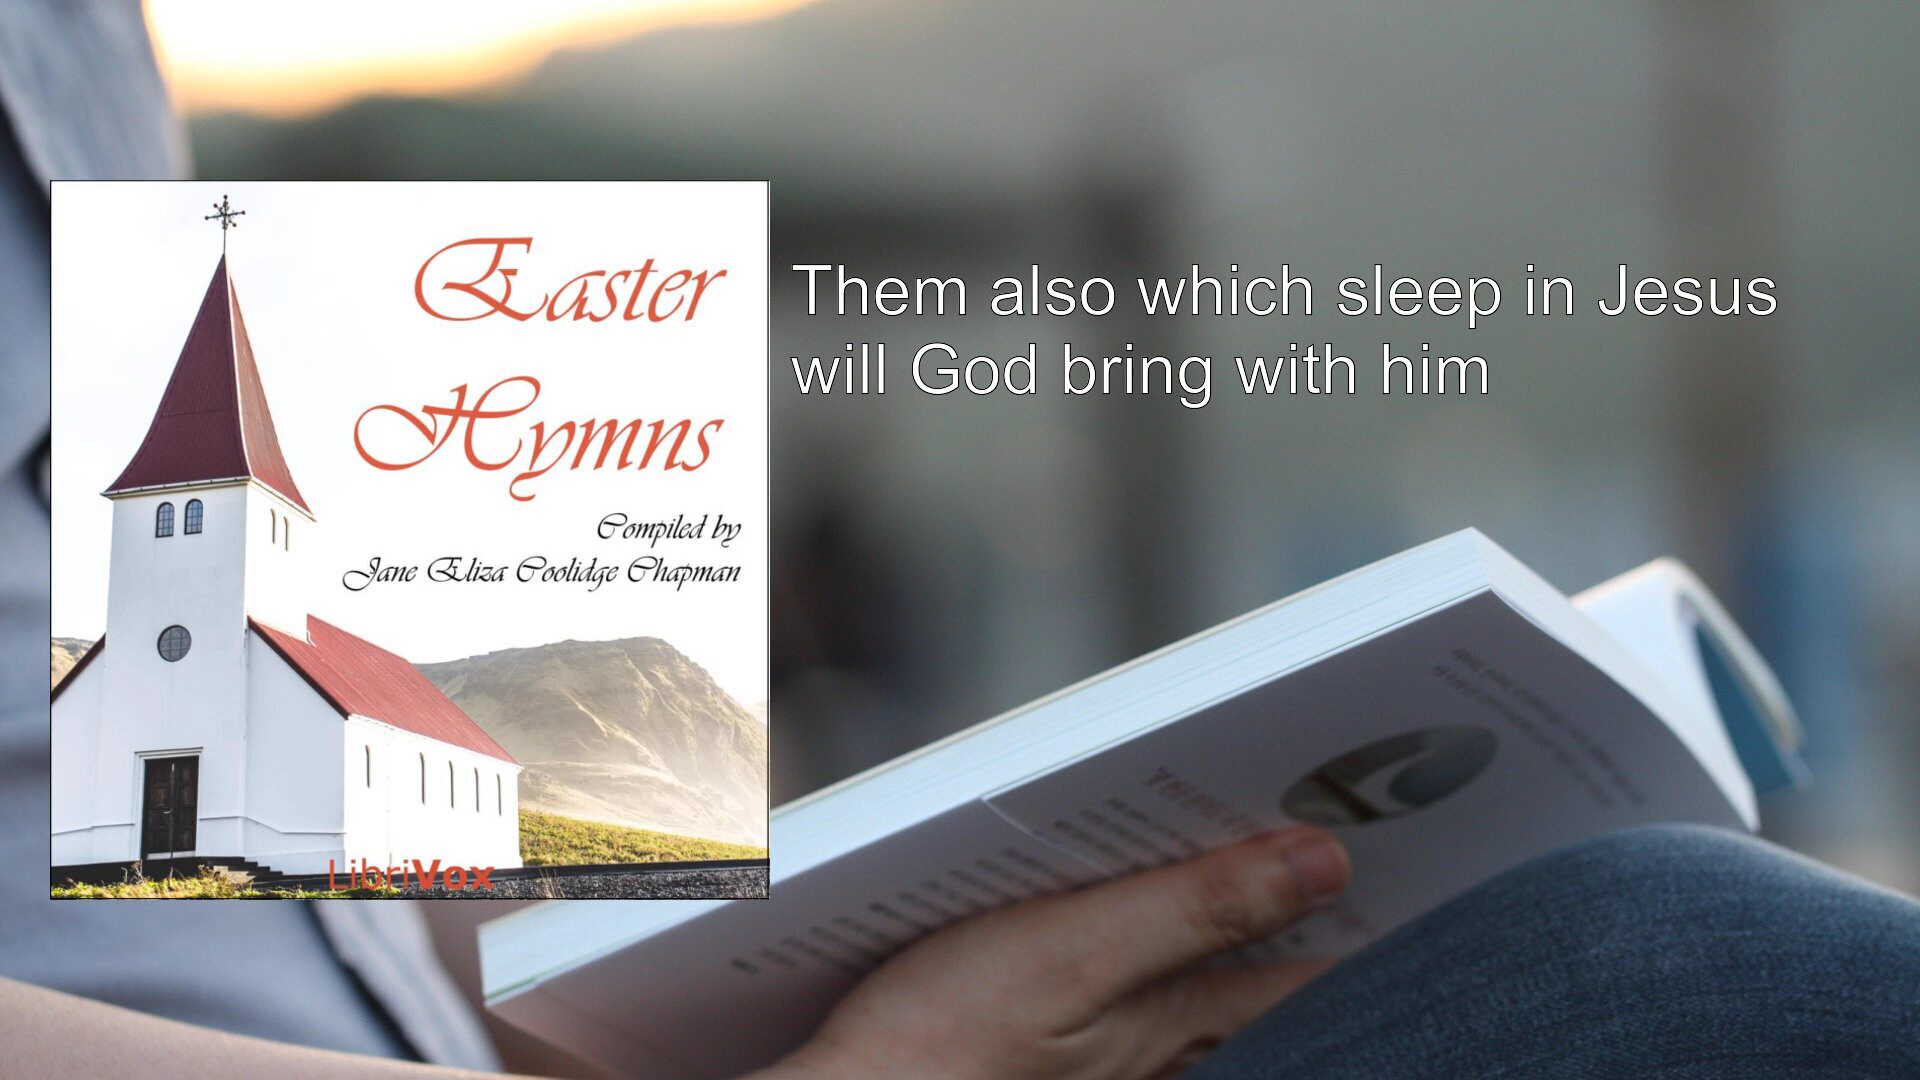 Easter
Hymns
Compiled by
Jane Eliza Coolidge Chapman
LibriVox
Them also which sleep in Jesus
will God bring with him